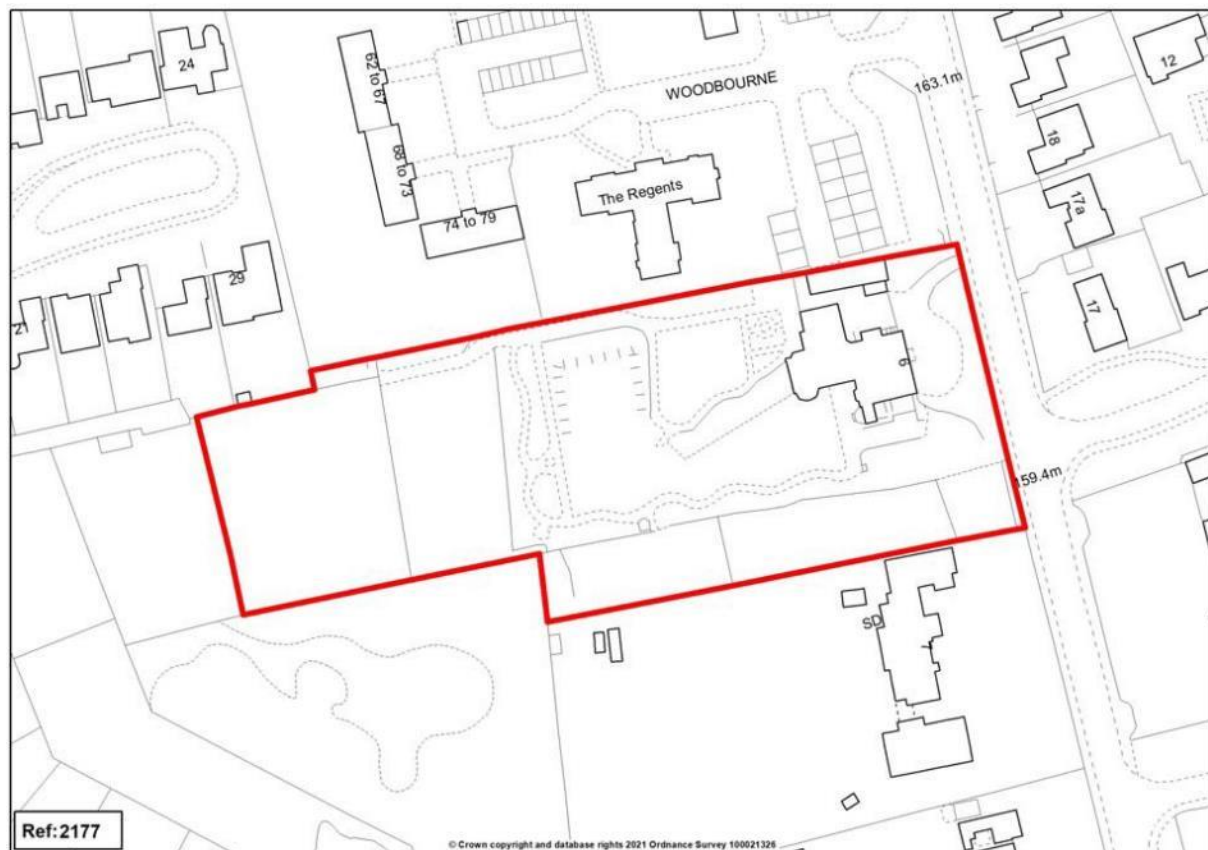 24
62 to 67
WOODBOURNE
163.1m
12
68 to 73
18
The Regents
17a
74 to 79
29
21
17
6
159.4m
SD
7
Ref:2177
© Crown copyright and database rights 2021 Ordnance Survey 100021326